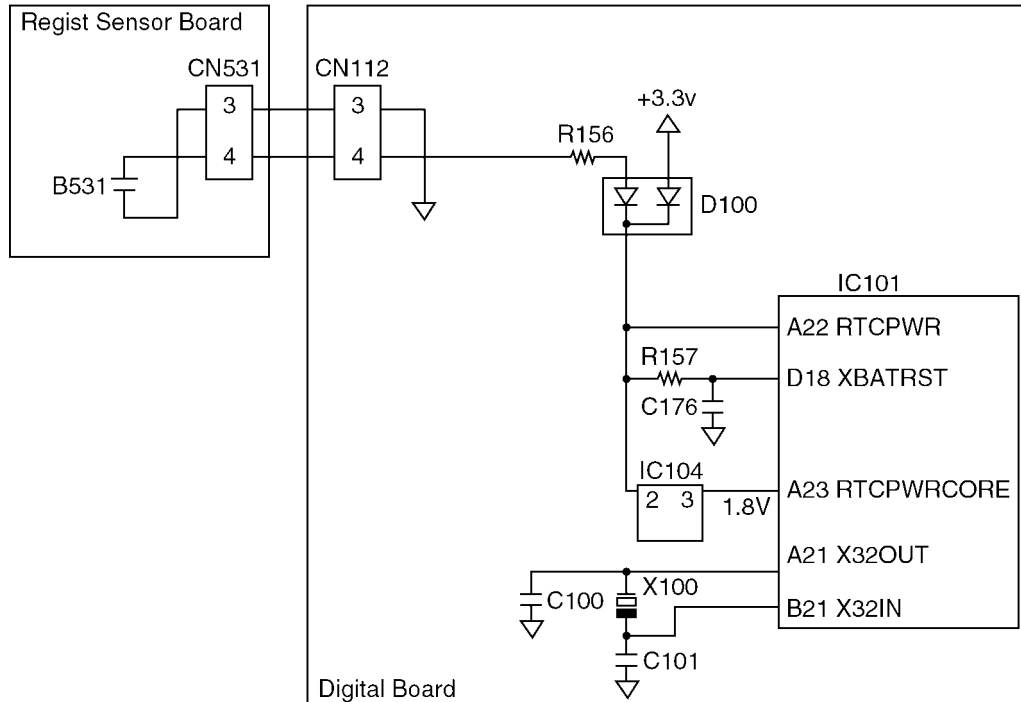 Regist Sensor Board
CN531
CN112
3
3
+3.3v
R156
4
4
B531
D100
IC101
A22 RTCPWR
R157
D18 XBATRST
C176
IC104
2 3
1.8V
A23 RTCPWRCORE
A21 X32OUT
X100
C100
B21 X32IN
C101
Digital Board